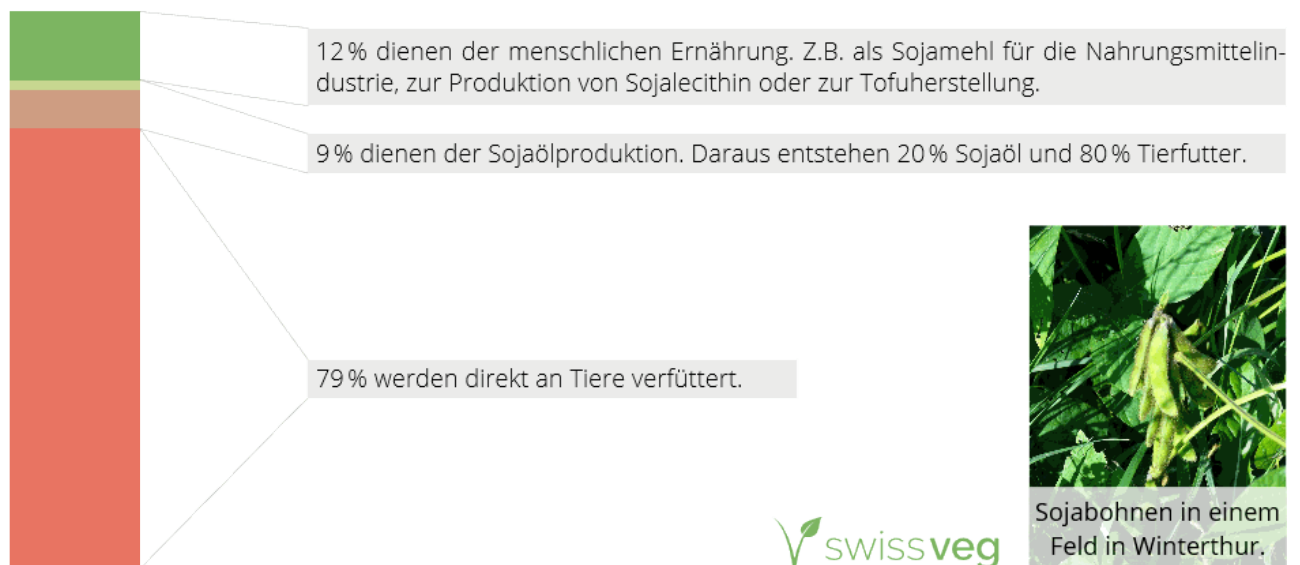 12 % dienen der menschlichen Ernährung. Z.B. als Sojamehl für die Nahrungsmittelin-
dustrie, zur Produktion von Sojalecithin oder zur Tofuherstellung.
9 % dienen der Sojaölproduktion. Daraus entstehen 20 % Sojaöl und 80 % Tierfutter.
79 % werden direkt an Tiere verfüttert.
swissveg
Sojabohnen in einem
Feld in Winterthur.